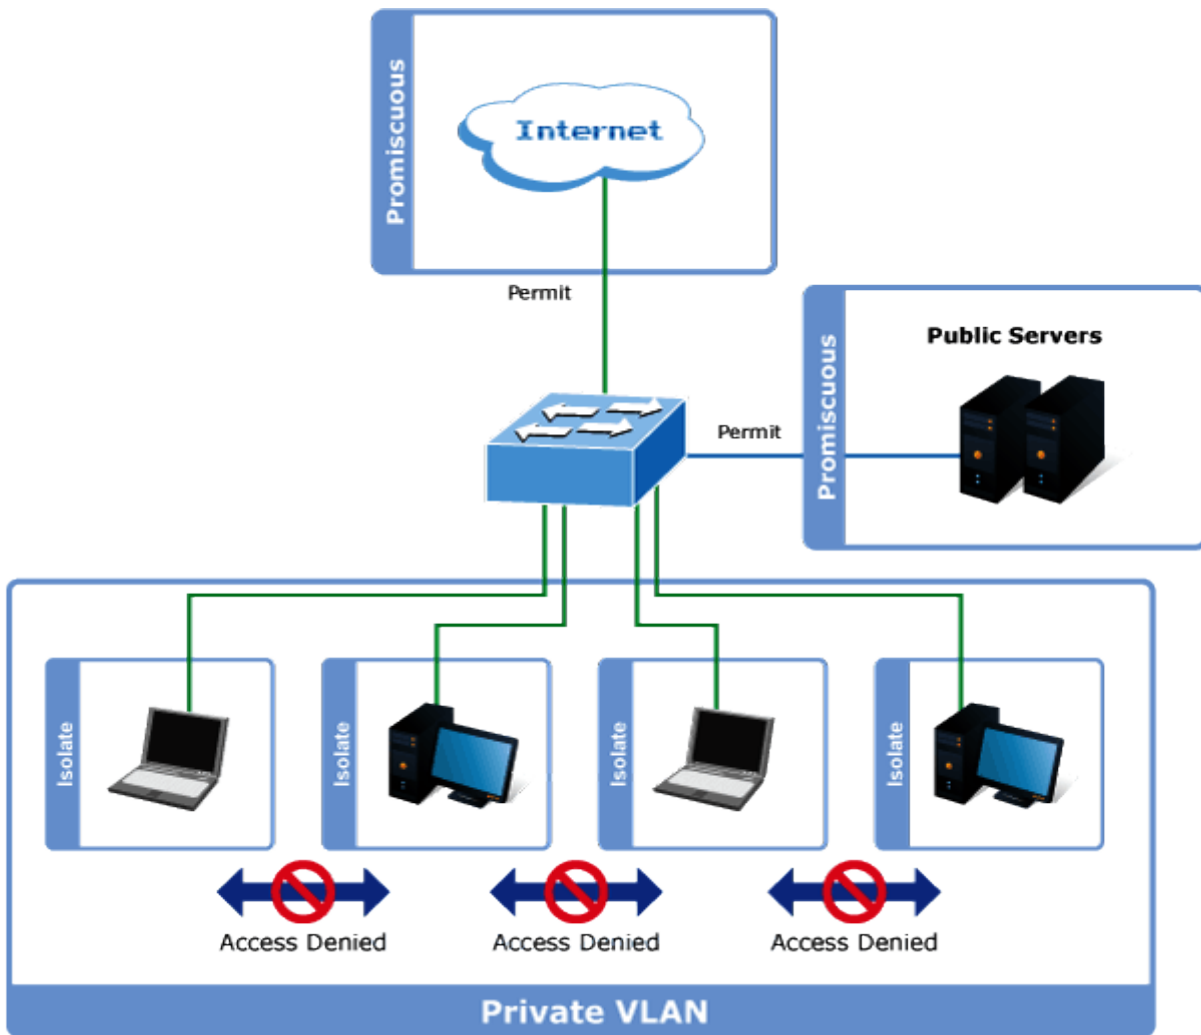 Promiscuous
Internet
Permit
Promiscuous
Public Servers
Permit
Isolate
Isolate
Isolate
Isolate
Access Denied
Access Denied
Access Denied
Private VLAN